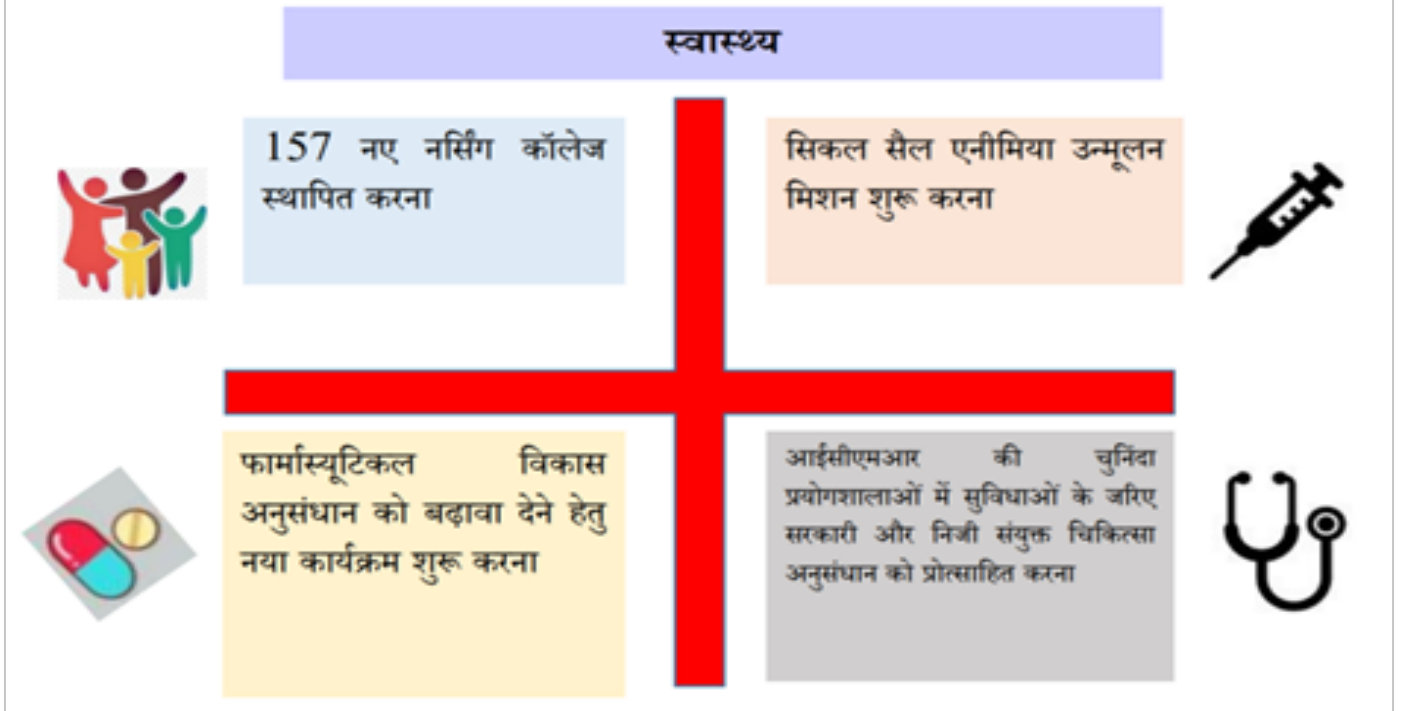 स्वास्थ्य
157 नए नर्सिंग कॉलेज
स्थापित करना
सिकल सैल एनीमिया उन्मूलन
मिशन शुरू करना
फार्मास्यूटिकल विकास
अनुसंधान को बढ़ावा देने हेतु
नया कार्यक्रम शुरू करना
आईसीएमआर की चुनिंदा
प्रयोगशालाओं में सुविधाओं के जरिए
सरकारी और निजी संयुक्त चिकित्सा
अनुसंधान को प्रोत्साहित करना